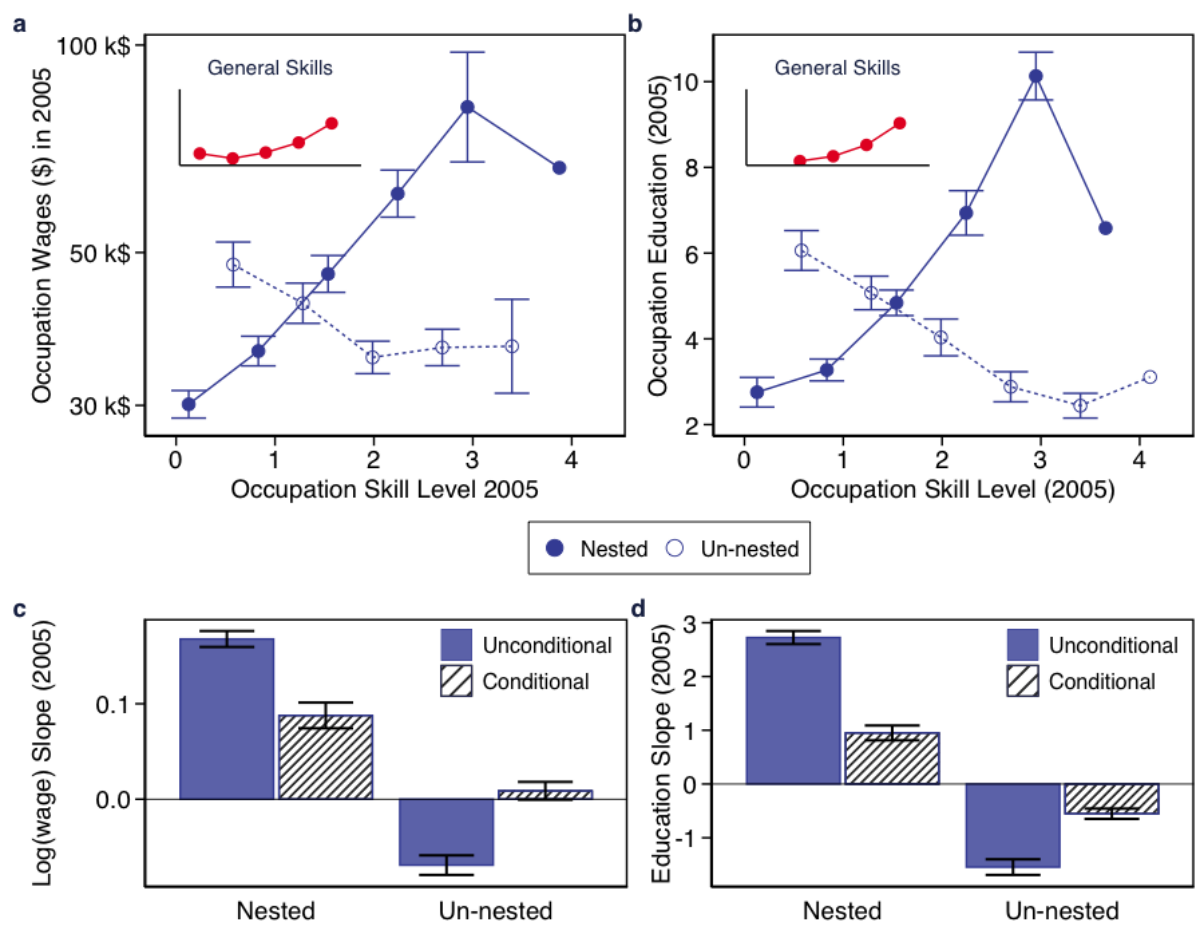 a
100 k$
50 k$
30 k$
Occupation Wages ($) in 2005
General Skills
0 1 2 3 4
Occupation Skill Level 2005
b
10
8
6
4
2
Occupation Education (2005)
General Skills
0 1 2 3 4
Occupation Skill Level (2005)
Nested Un-nested
c
0.1
0.0
Log(wage) Slope (2005)
Unconditional
Conditional
Nested Un-nested
d
3
2
1
0
-1
Education Slope (2005)
Unconditional
Conditional
Nested Un-nested